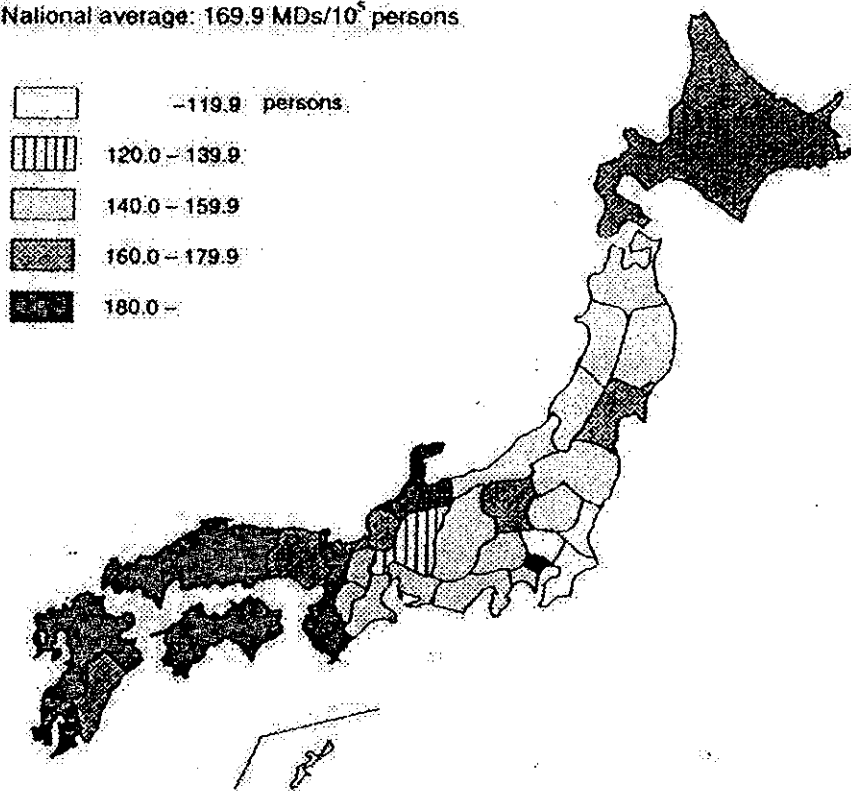 National average: 169.9 MDs/10⁵ persons
-119.9 persons
120.0 – 139.9
140.0 – 159.9
160.0 – 179.9
180.0 –